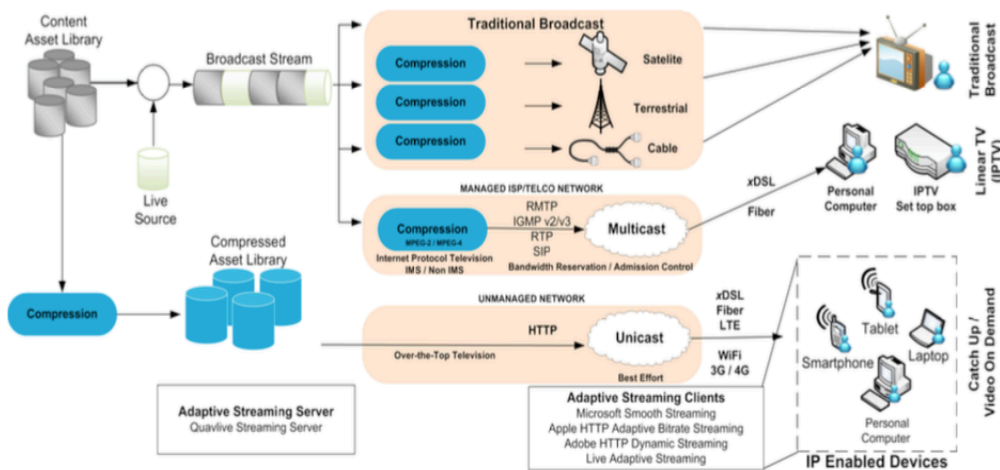 Content
Asset Library
Broadcast Stream
Live
Source
Compression
Compressed
Asset Library
Traditional Broadcast
Compression
Satelite
Compression
Terrestrial
Compression
Cable
MANAGED ISP/TELCO NETWORK
Compression
MPEG-2 / MPEG-4
RMTP
IGMP v2/v3
RTP
SIP
Multicast
Internet Protocol Television
IMS / Non IMS
Bandwidth Reservation / Admission Control
xDSL
Fiber
UNMANAGED NETWORK
HTTP
Over-the-Top Television
Unicast
Best Effort
xDSL
Fiber
LTE
WiFi
3G / 4G
Traditional
Broadcast
Personal
Computer
IPTV
Set top box
Linear TV
(IPTV)
Tablet
Smartphone
Laptop
Personal
Computer
IP Enabled Devices
Catch Up /
Video On Demand
Adaptive Streaming Server
Quavlive Streaming Server
Adaptive Streaming Clients
Microsoft Smooth Streaming
Apple HTTP Adaptive Bitrate Streaming
Adobe HTTP Dynamic Streaming
Live Adaptive Streaming